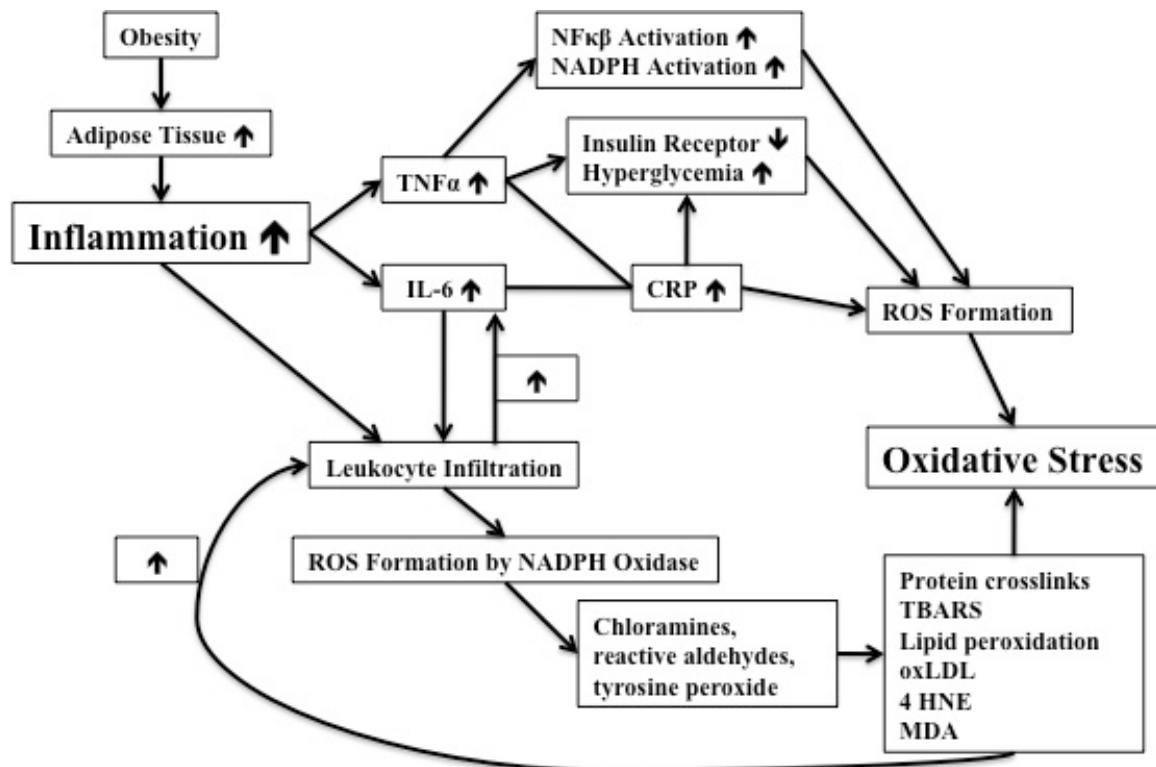 Obesity
Adipose Tissue ↑
Inflammation ↑
TNFα ↑
IL-6 ↑
NFκβ Activation ↑
NADPH Activation ↑
Insulin Receptor ↓
Hyperglycemia ↑
CRP ↑
ROS Formation
↑
Leukocyte Infiltration
Oxidative Stress
↑
ROS Formation by NADPH Oxidase
Chloramines,
reactive aldehydes,
tyrosine peroxide
Protein crosslinks
TBARS
Lipid peroxidation
oxLDL
4 HNE
MDA